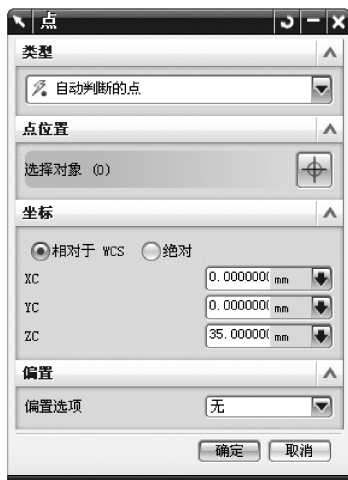 点
类型
自动判断的点
点位置
选择对象 (0)
坐标
相对于 WCS 绝对
XC 0.000000 mm
YC 0.000000 mm
ZC 35.00000 mm
偏置
偏置选项 无
确定 取消